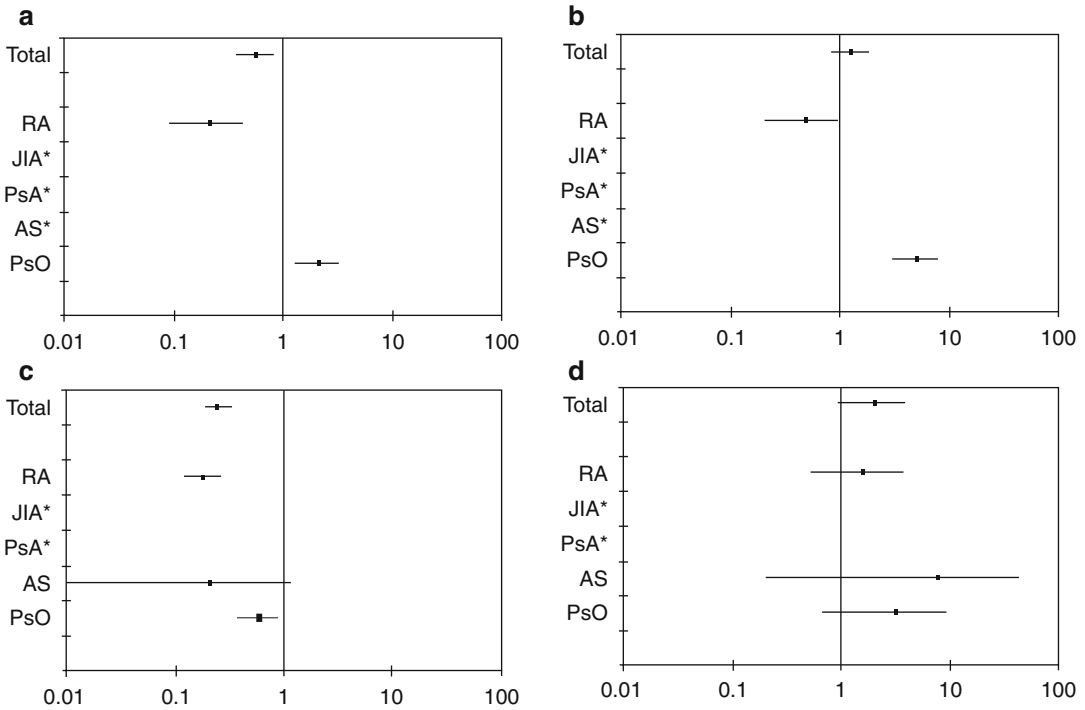 a
Total
RA
JIA*
PsA*
AS*
PsO
0.01 0.1 1 10 100
b
Total
RA
JIA*
PsA*
AS*
PsO
0.01 0.1 1 10 100
c
Total
RA
JIA*
PsA*
AS
PsO
0.01 0.1 1 10 100
d
Total
RA
JIA*
PsA*
AS
PsO
0.01 0.1 1 10 100